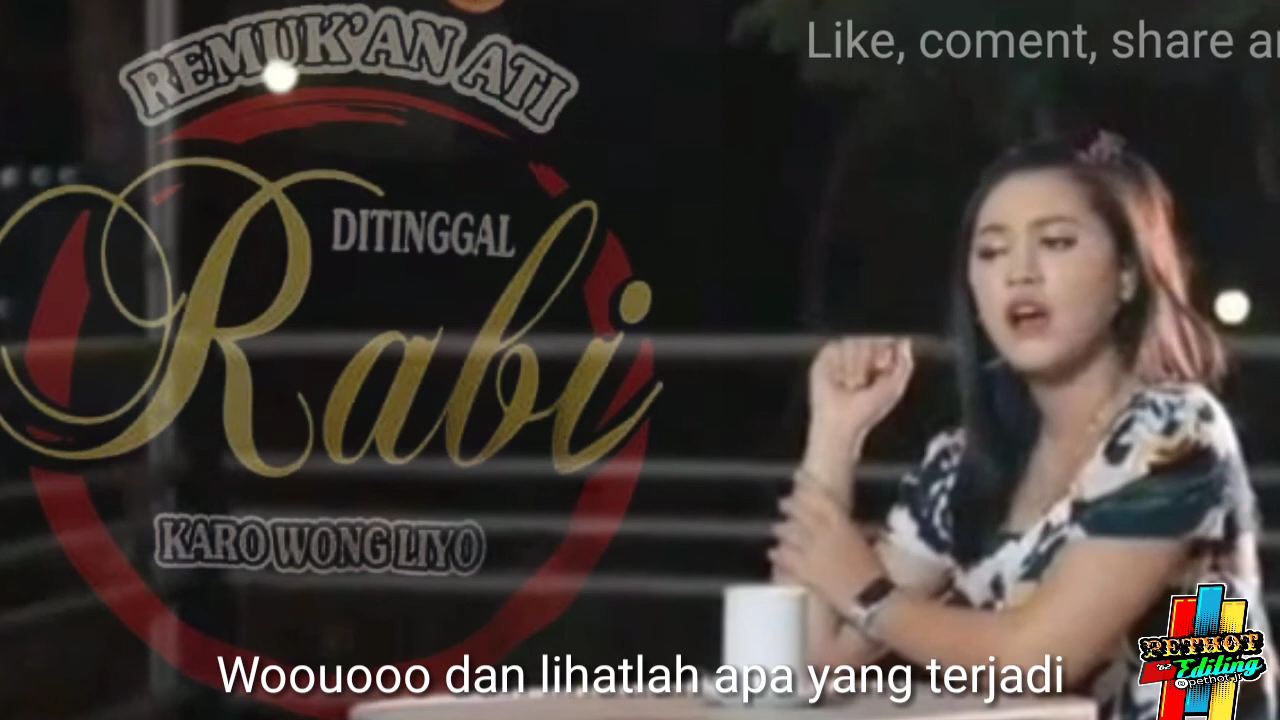 REMUK'AN ATI
Like, coment, share an
DITINGGAL
Rabi
KARO WONG LIYO
Woouooo dan lihatlah apa yang terjadi
PETHOT
Editing
@pethot_jr